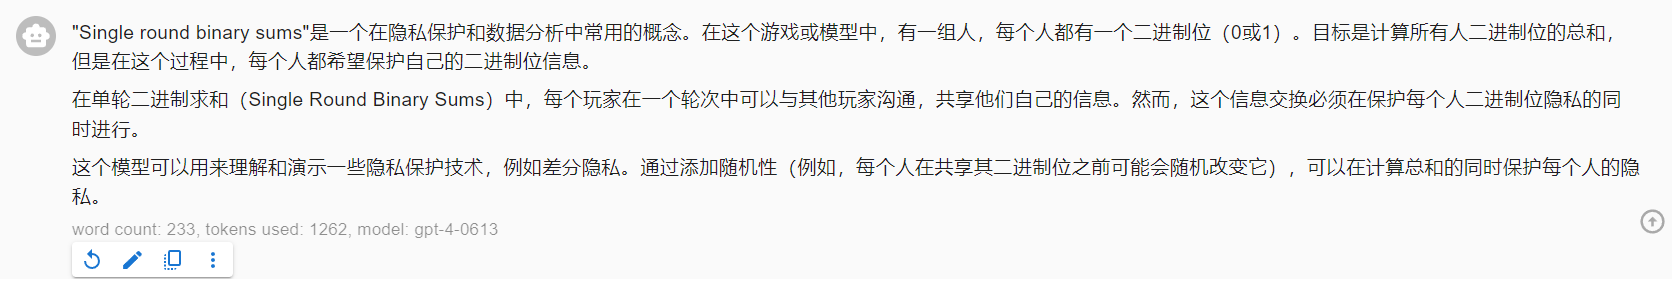 "Single round binary sums"是一个在隐私保护和数据分析中常用的概念。在这个游戏或模型中，有一组人，每个人都有一个二进制位（0或1）。目标是计算所有人二进制位的总和，
但是在这个过程中，每个人都希望保护自己的二进制位信息。
在单轮二进制求和（Single Round Binary Sums）中，每个玩家在一个轮次中可以与其他玩家沟通，共享他们自己的信息。然而，这个信息交换必须在保护每个人二进制位隐私的同
时进行。
这个模型可以用来理解和演示一些隐私保护技术，例如差分隐私。通过添加随机性（例如，每个人在共享其二进制位之前可能会随机改变它），可以在计算总和的同时保护每个人的隐
私。
word count: 233, tokens used: 1262, model: gpt-4-0613